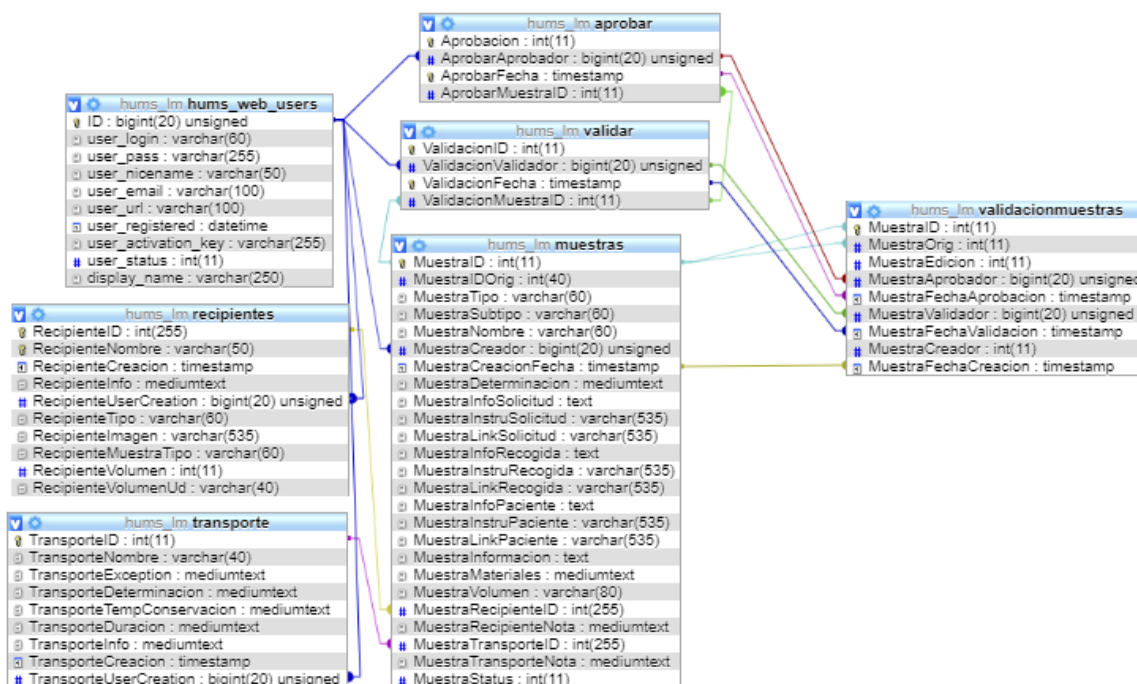 hums_lm aprobar
Aprobacion : int(11)
AprobarAprobador : bigint(20) unsigned
AprobarFecha : timestamp
AprobarMuestraID : int(11)
hums_lm hums_web_users
ID : bigint(20) unsigned
user_login : varchar(60)
user_pass : varchar(255)
user_nicename : varchar(50)
user_email : varchar(100)
user_url : varchar(100)
user_registered : datetime
user_activation_key : varchar(255)
user_status : int(11)
display_name : varchar(250)
hums_lm validar
ValidacionID : int(11)
ValidacionValidador : bigint(20) unsigned
ValidacionFecha : timestamp
ValidacionMuestraID : int(11)
hums_lm validacionmuestras
MuestraID : int(11)
MuestraOrig : int(11)
MuestraEdicion : int(11)
MuestraAprobador : bigint(20) unsigned
MuestraFechaAprobacion : timestamp
MuestraValidador : bigint(20) unsigned
MuestraFechaValidacion : timestamp
MuestraCreador : int(11)
MuestraFechaCreacion : timestamp
hums_lm muestras
MuestraID : int(11)
MuestraIDOrig : int(40)
MuestraTipo : varchar(60)
MuestraSubtipo : varchar(60)
MuestraNombre : varchar(60)
MuestraCreador : bigint(20) unsigned
MuestraCreacionFecha : timestamp
MuestraDeterminacion : mediumtext
MuestraInfoSolicitud : text
MuestraInstruSolicitud : varchar(535)
MuestraLinkSolicitud : varchar(535)
MuestraInfoRecogida : text
MuestraInstruRecogida : varchar(535)
MuestraLinkRecogida : varchar(535)
MuestraInfoPaciente : text
MuestraInstruPaciente : varchar(535)
MuestraLinkPaciente : varchar(535)
MuestraInformacion : text
MuestraMateriales : mediumtext
MuestraVolumen : varchar(80)
MuestraRecipienteID : int(255)
MuestraRecipienteNota : mediumtext
MuestraTransporteID : int(255)
MuestraTransporteNota : mediumtext
MuestraStatus : int(11)
hums_lm recipientes
RecipienteID : int(255)
RecipienteNombre : varchar(50)
RecipienteCreacion : timestamp
RecipienteInfo : mediumtext
RecipienteUserCreation : bigint(20) unsigned
RecipienteTipo : varchar(60)
RecipienteImagen : varchar(535)
RecipienteMuestraTipo : varchar(60)
RecipienteVolumen : int(11)
RecipienteVolumenUd : varchar(40)
hums_lm transporte
TransporteID : int(11)
TransporteNombre : varchar(40)
TransporteException : mediumtext
TransporteDeterminacion : mediumtext
TransporteTempConservacion : mediumtext
TransporteDuracion : mediumtext
TransporteInfo : mediumtext
TransporteCreacion : timestamp
TransporteUserCreation : bigint(20) unsigned